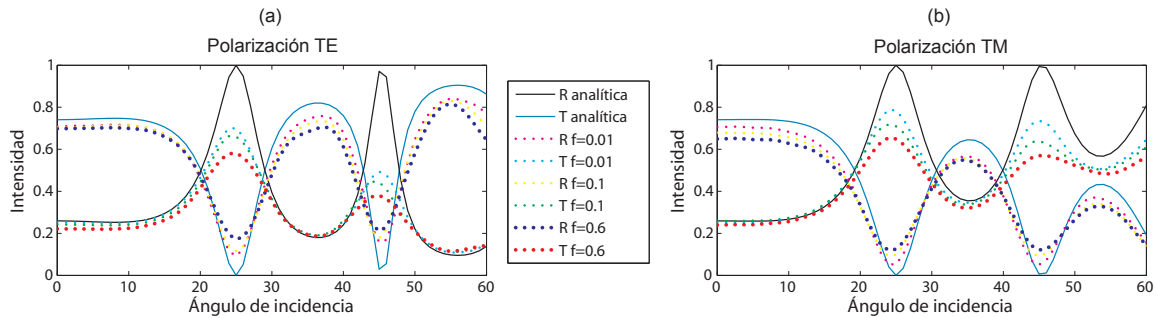 (a)
Polarización TE
Intensidad
1
0.8
0.6
0.4
0.2
0
0 10 20 30 40 50 60
Ángulo de incidencia
R analítica
T analítica
R f=0.01
T f=0.01
R f=0.1
T f=0.1
R f=0.6
T f=0.6
(b)
Polarización TM
Intensidad
1
0.8
0.6
0.4
0.2
0
0 10 20 30 40 50 60
Ángulo de incidencia